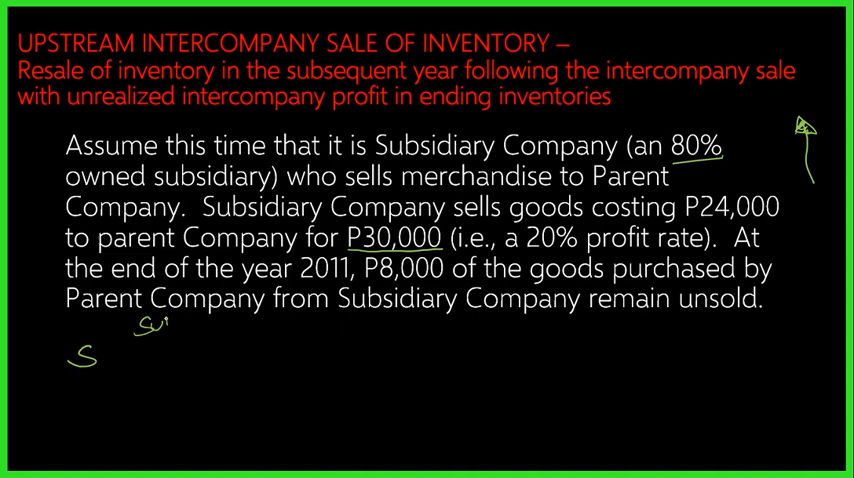 UPSTREAM INTERCOMPANY SALE OF INVENTORY –
Resale of inventory in the subsequent year following the intercompany sale
with unrealized intercompany profit in ending inventories
Assume this time that it is Subsidiary Company (an 80%
owned subsidiary) who sells merchandise to Parent
Company. Subsidiary Company sells goods costing P24,000
to parent Company for P30,000 (i.e., a 20% profit rate). At
the end of the year 2011, P8,000 of the goods purchased by
Parent Company from Subsidiary Company remain unsold.
S